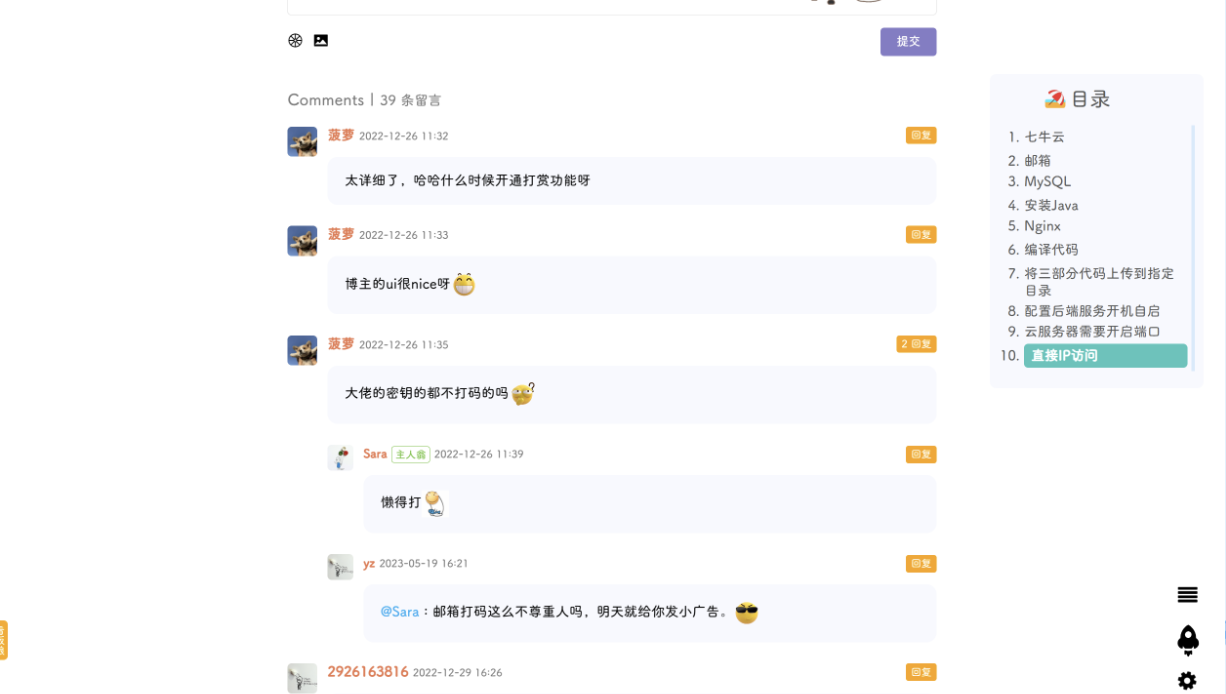 提交
Comments | 39 条留言
菠萝 2022-12-26 11:32 回复
太详细了，哈哈什么时候开通打赏功能呀
菠萝 2022-12-26 11:33 回复
博主的ui很nice呀
菠萝 2022-12-26 11:35 2 回复
大佬的密钥的都不打码的吗
Sara 主人翁 2022-12-26 11:39 回复
懒得打
yz 2023-05-19 16:21 回复
@Sara：邮箱打码这么不尊重人吗，明天就给你发小广告。
2926163816 2022-12-29 16:26 回复
目录
1. 七牛云
2. 邮箱
3. MySQL
4. 安装Java
5. Nginx
6. 编译代码
7. 将三部分代码上传到指定
目录
8. 配置后端服务开机自启
9. 云服务器需要开启端口
10. 直接IP访问